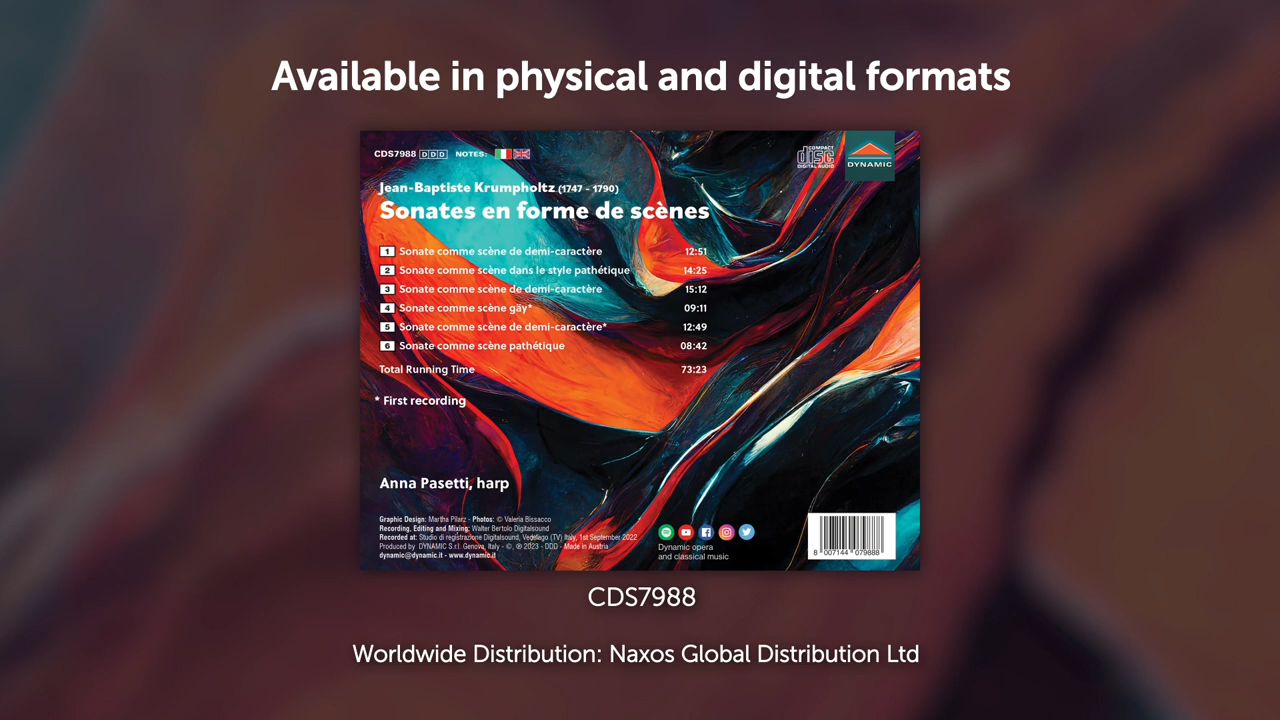 Available in physical and digital formats
CDS7988 DDD NOTES:
COMPACT
disc
DIGITAL AUDIO
DYNAMIC
Jean-Baptiste Krumpholtz (1747 - 1790)
Sonates en forme de scènes
1 Sonate comme scène de demi-caractère 12:51
2 Sonate comme scène dans le style pathétique 14:25
3 Sonate comme scène de demi-caractère 15:12
4 Sonate comme scène gäy* 09:11
5 Sonate comme scène de demi-caractère* 12:49
6 Sonate comme scène pathétique 08:42
Total Running Time 73:23
* First recording
Anna Pasetti, harp
Graphic Design: Martha Pilarz - Photos: © Valeria Bissacco
Recording, Editing and Mixing: Walter Bertolo Digitalsound
Recorded at: Studio di registrazione Digitalsound, Vedelago (TV) Italy, 1st September 2022
Produced by DYNAMIC S.r.l. Genova, Italy - ©, ℗ 2023 - DDD - Made in Austria
dynamic@dynamic.it - www.dynamic.it
Dynamic opera
and classical music
8 007144 079888
CDS7988
Worldwide Distribution: Naxos Global Distribution Ltd